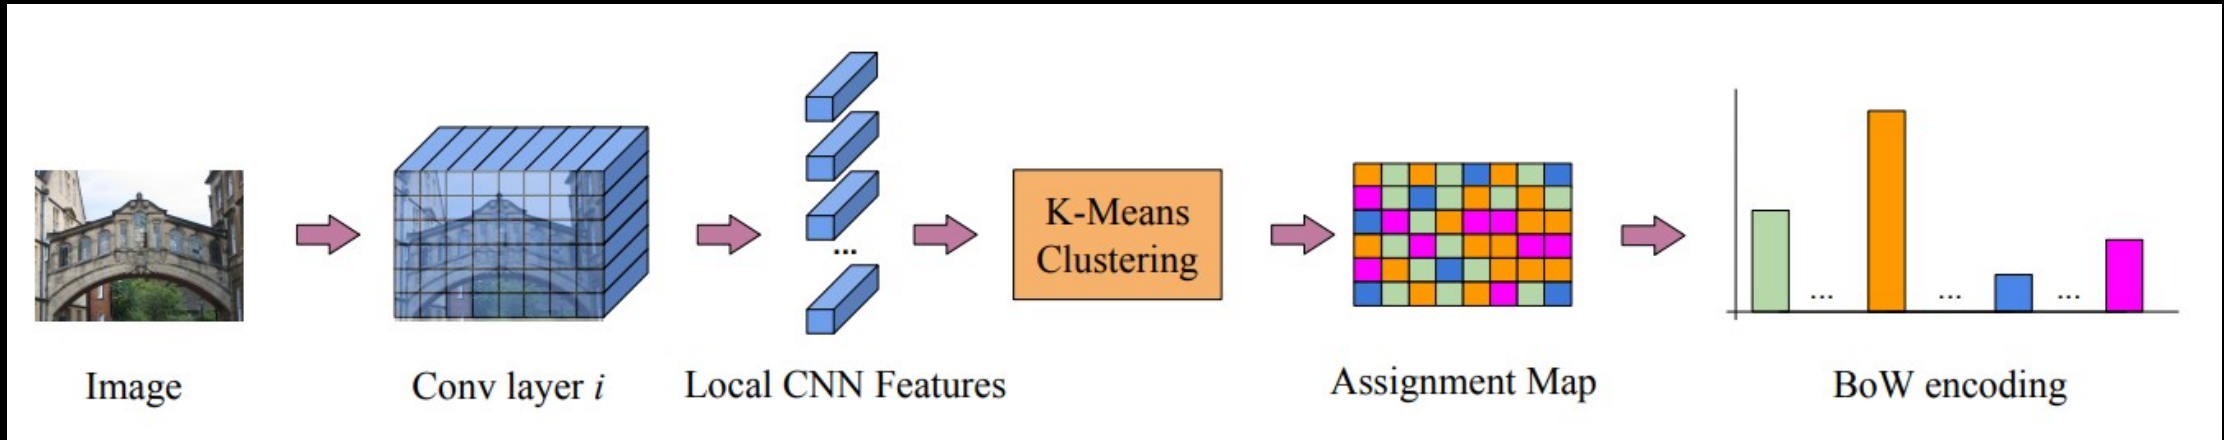 K-Means
Clustering
...
... ... ...
Image
Conv layer i
Local CNN Features
Assignment Map
BoW encoding